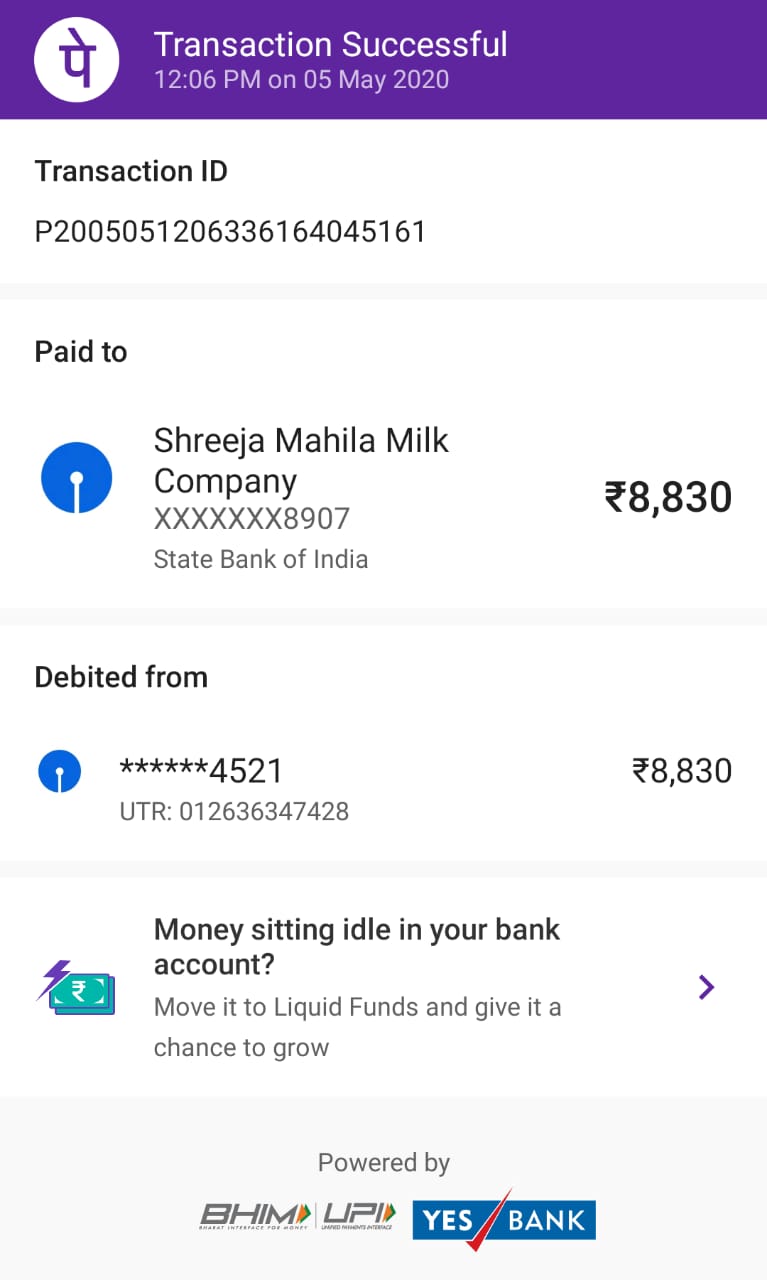 पे
Transaction Successful
12:06 PM on 05 May 2020
Transaction ID
P2005051206336164045161
Paid to
Shreeja Mahila Milk
Company
XXXXXXX8907
State Bank of India
₹8,830
Debited from
******4521
₹8,830
UTR: 012636347428
Money sitting idle in your bank
account?
₹
Move it to Liquid Funds and give it a
chance to grow
Powered by
BHIM UPI
BHARAT INTERFACE FOR MONEY UNIFIED PAYMENTS INTERFACE
YES BANK